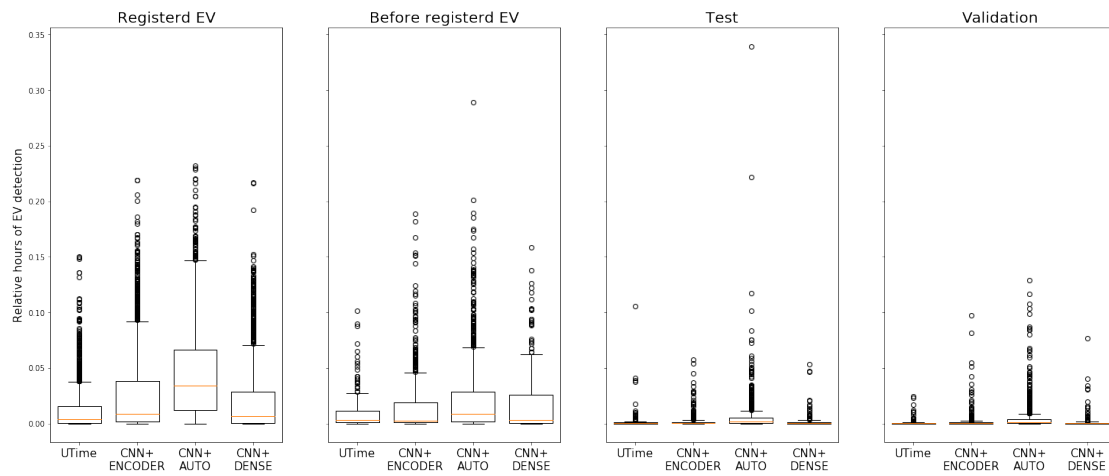 Registerd EV
Before registerd EV
Test
Validation
Relative hours of EV detection
0.35
0.30
0.25
0.20
0.15
0.10
0.05
0.00
UTime
CNN+
ENCODER
CNN+
AUTO
CNN+
DENSE
UTime
CNN+
ENCODER
CNN+
AUTO
CNN+
DENSE
UTime
CNN+
ENCODER
CNN+
AUTO
CNN+
DENSE
UTime
CNN+
ENCODER
CNN+
AUTO
CNN+
DENSE